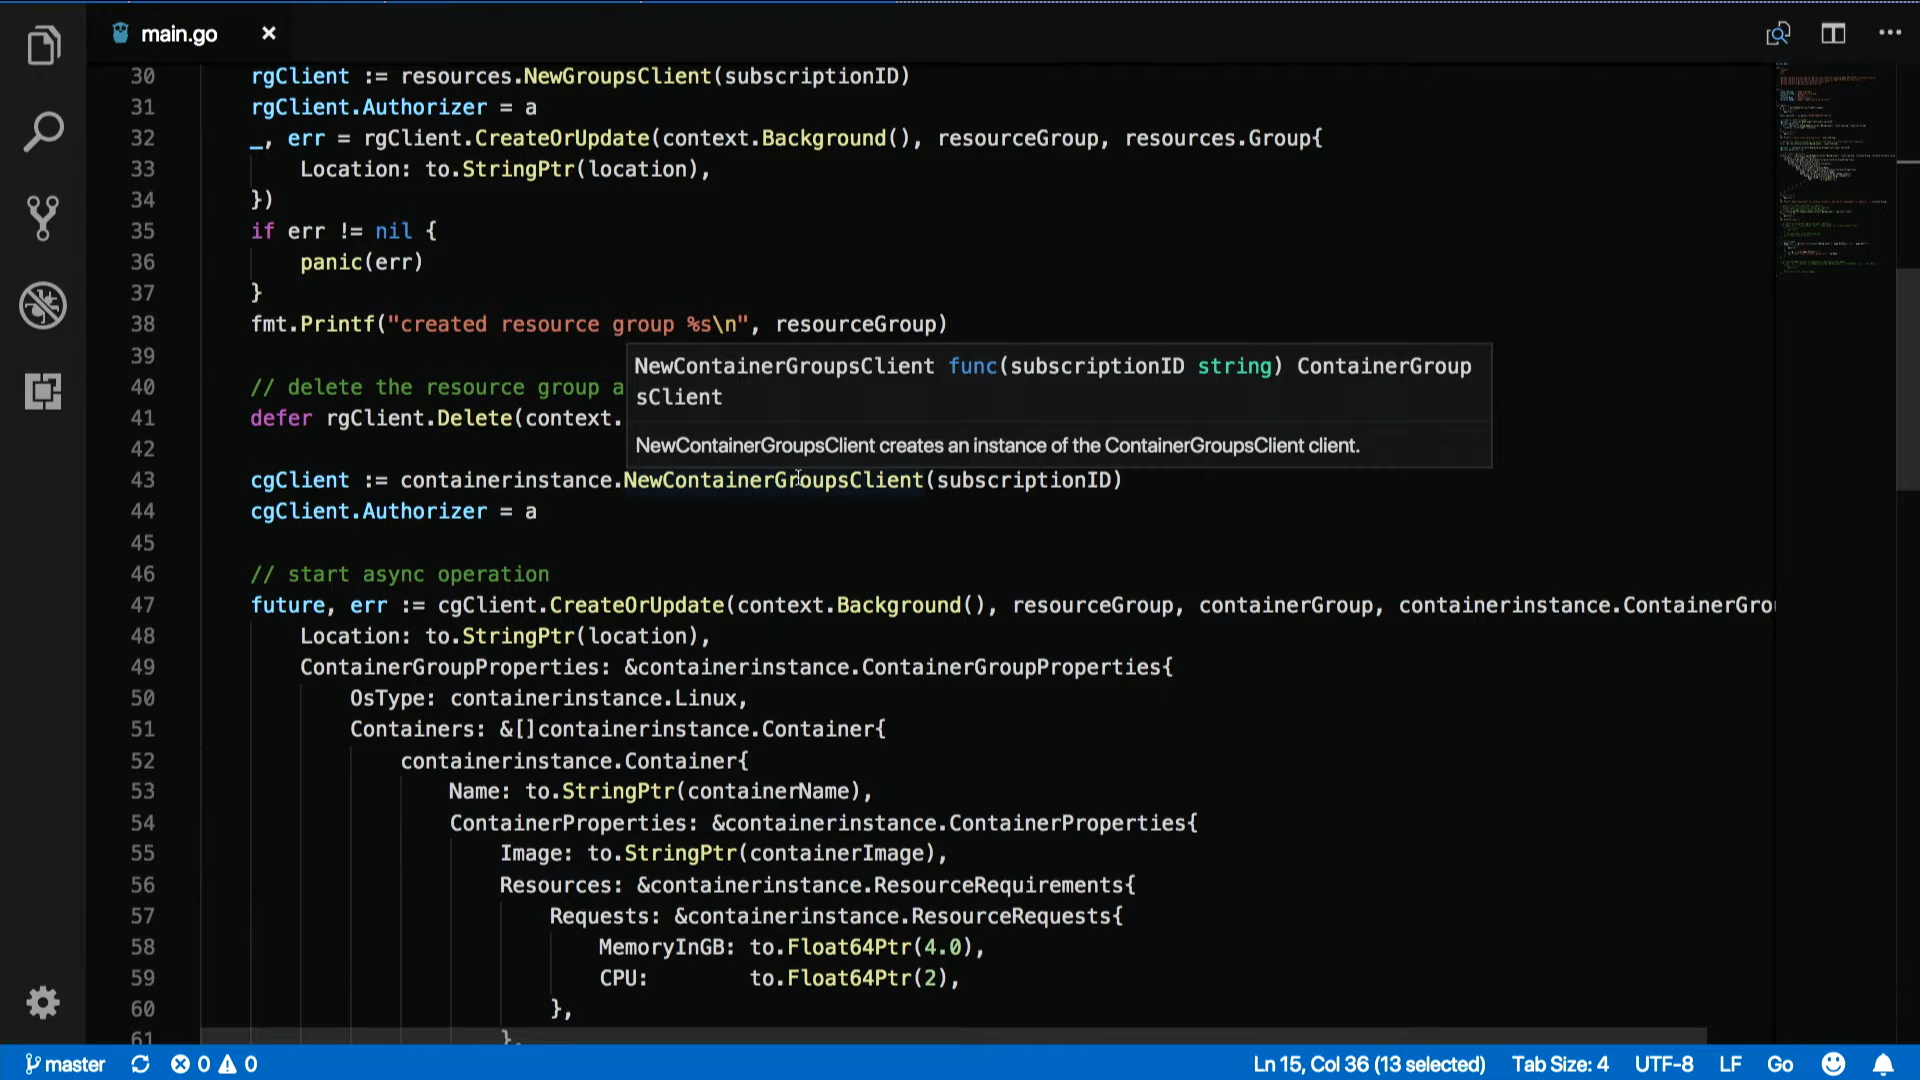 main.go
30 rgClient := resources.NewGroupsClient(subscriptionID)
31 rgClient.Authorizer = a
32 _, err = rgClient.CreateOrUpdate(context.Background(), resourceGroup, resources.Group{
33 Location: to.StringPtr(location),
34 })
35 if err != nil {
36 panic(err)
37 }
38 fmt.Printf("created resource group %s\n", resourceGroup)
39
NewContainerGroupsClient func(subscriptionID string) ContainerGroup
sClient
NewContainerGroupsClient creates an instance of the ContainerGroupsClient client.
40 // delete the resource group a
41 defer rgClient.Delete(context.
42
43 cgClient := containerinstance.NewContainerGroupsClient(subscriptionID)
44 cgClient.Authorizer = a
45
46 // start async operation
47 future, err := cgClient.CreateOrUpdate(context.Background(), resourceGroup, containerGroup, containerinstance.ContainerGro
48 Location: to.StringPtr(location),
49 ContainerGroupProperties: &containerinstance.ContainerGroupProperties{
50 OsType: containerinstance.Linux,
51 Containers: &[]containerinstance.Container{
52 containerinstance.Container{
53 Name: to.StringPtr(containerName),
54 ContainerProperties: &containerinstance.ContainerProperties{
55 Image: to.StringPtr(containerImage),
56 Resources: &containerinstance.ResourceRequirements{
57 Requests: &containerinstance.ResourceRequests{
58 MemoryInGB: to.Float64Ptr(4.0),
59 CPU: to.Float64Ptr(2),
60 },
61 },
master 0 0 Ln 15, Col 36 (13 selected) Tab Size: 4 UTF-8 LF Go